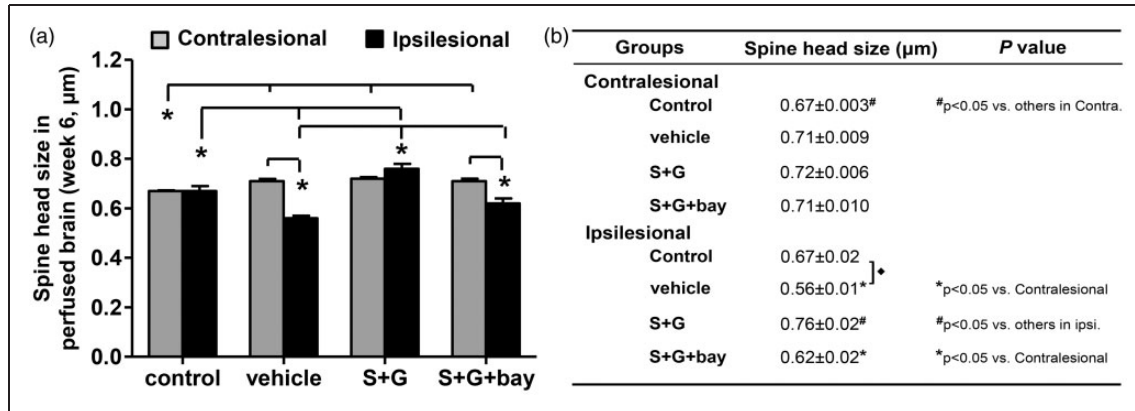 (a)
Contralesional Ipsilesional
Spine head size in
perfused brain (week 6, µm)
1.2
1.0
0.8
0.6
0.4
0.2
0.0
*
*
*
*
*
control vehicle S+G S+G+bay
(b)
Groups Spine head size (µm) P value
Contralesional
Control 0.67±0.003# #p<0.05 vs. others in Contra.
vehicle 0.71±0.009
S+G 0.72±0.006
S+G+bay 0.71±0.010
Ipsilesional
Control 0.67±0.02
]◆
vehicle 0.56±0.01* *p<0.05 vs. Contralesional
S+G 0.76±0.02# #p<0.05 vs. others in ipsi.
S+G+bay 0.62±0.02* *p<0.05 vs. Contralesional